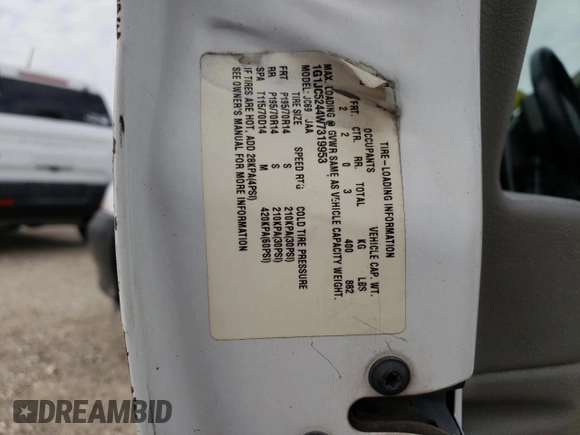 TIRE-LOADING INFORMATION
OCCUPANTS VEHICLE CAP. WT.
FRT. CTR. RR. TOTAL KG LBS
2 2 0 3 400 882
MAX. LOADING @ GVWR SAME AS VEHICLE CAPACITY WEIGHT.
1G1JC5244W7319953
MODEL: JC69 JAA
TIRE SIZE SPEED RTG COLD TIRE PRESSURE
FRT P195/70R14 S 210KPA(30PSI)
RR P195/70R14 S 210KPA(30PSI)
SPA T115/70D14 M 420KPA(60PSI)
IF TIRES ARE HOT, ADD 28KPA(4PSI)
SEE OWNER'S MANUAL FOR MORE INFORMATION
DREAMBID